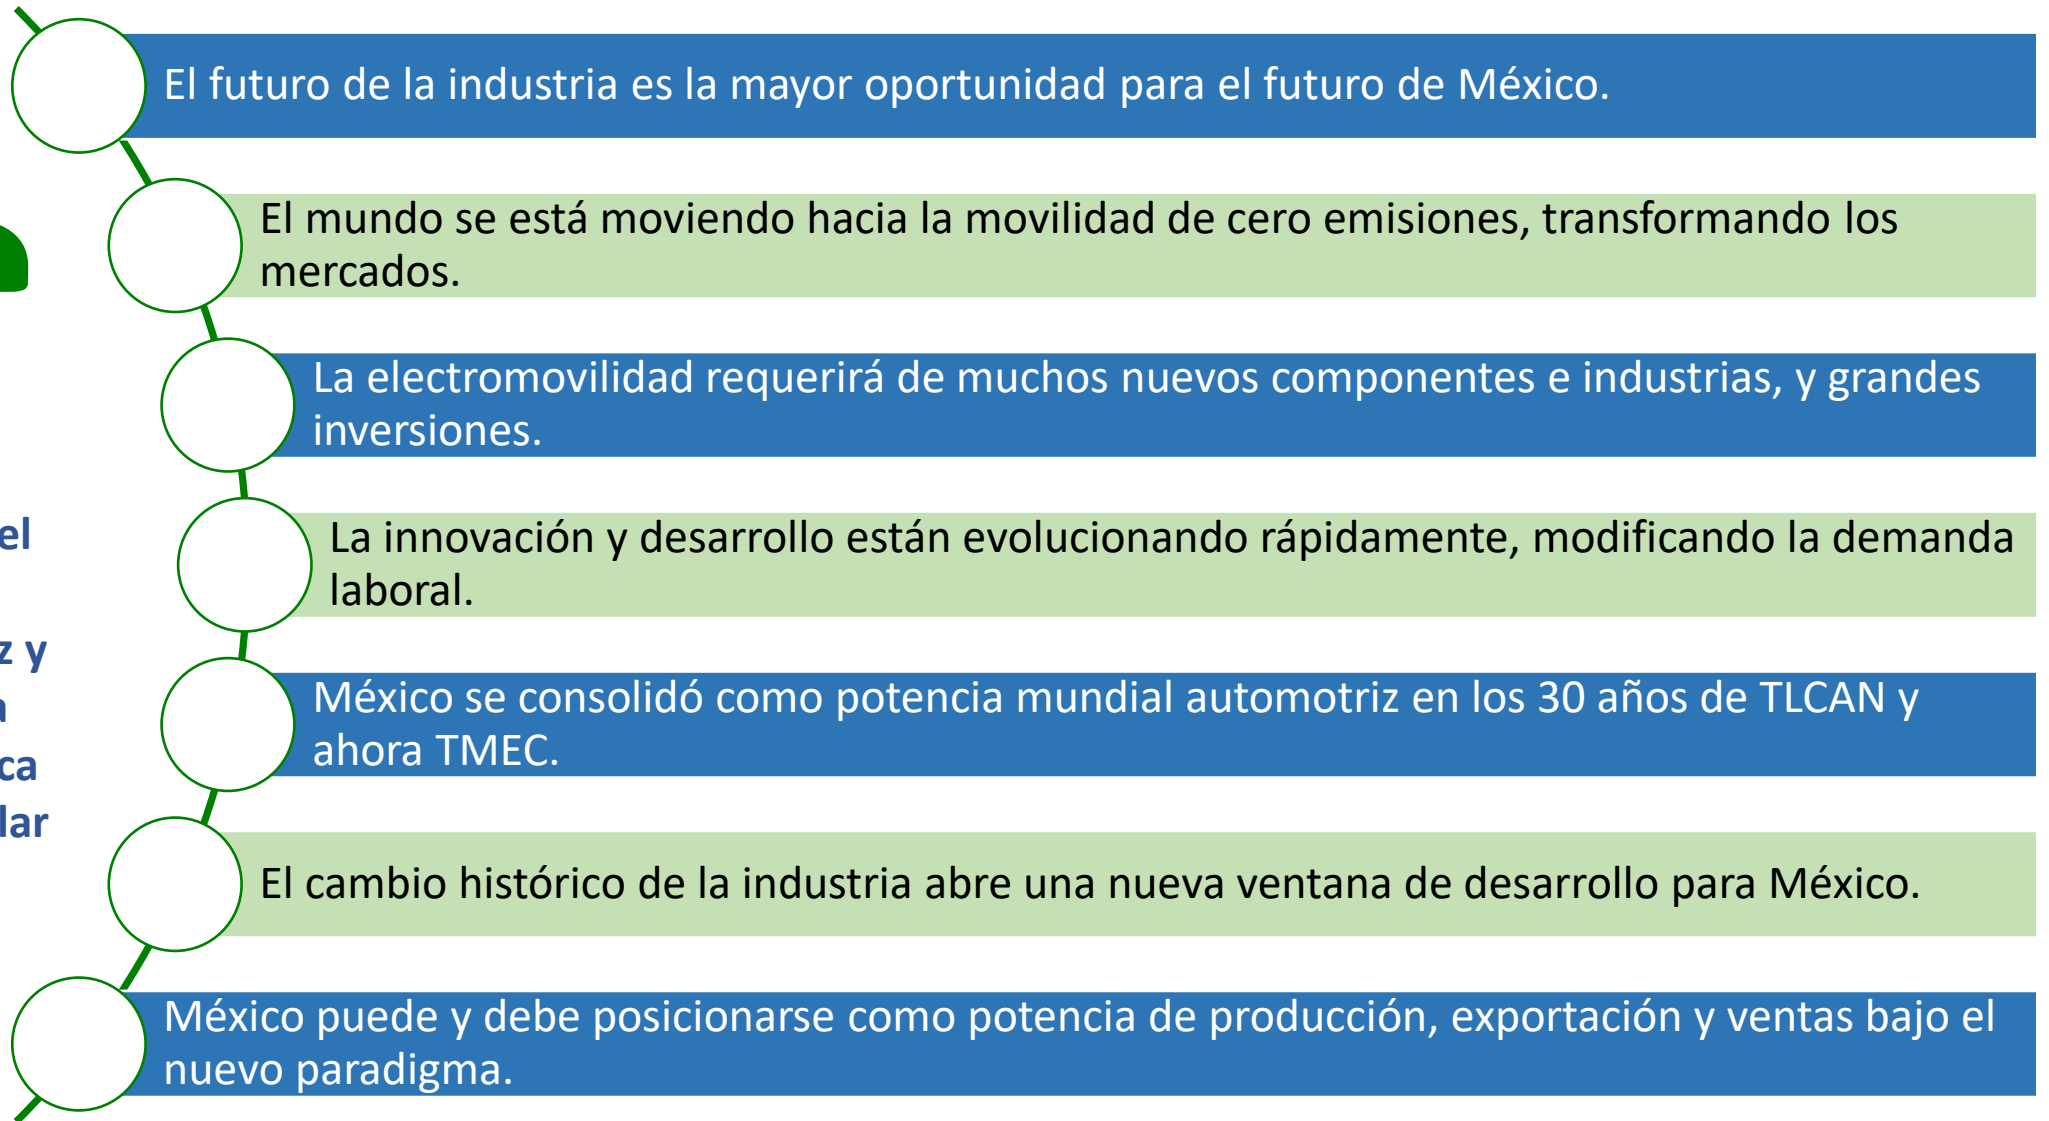 El futuro de la industria es la mayor oportunidad para el futuro de México.
El mundo se está moviendo hacia la movilidad de cero emisiones, transformando los
mercados.
La electromovilidad requerirá de muchos nuevos componentes e industrias, y grandes
inversiones.
La innovación y desarrollo están evolucionando rápidamente, modificando la demanda
laboral.
México se consolidó como potencia mundial automotriz en los 30 años de TLCAN y
ahora TMEC.
El cambio histórico de la industria abre una nueva ventana de desarrollo para México.
México puede y debe posicionarse como potencia de producción, exportación y ventas bajo el
nuevo paradigma.
el
z y
a
ca
lar